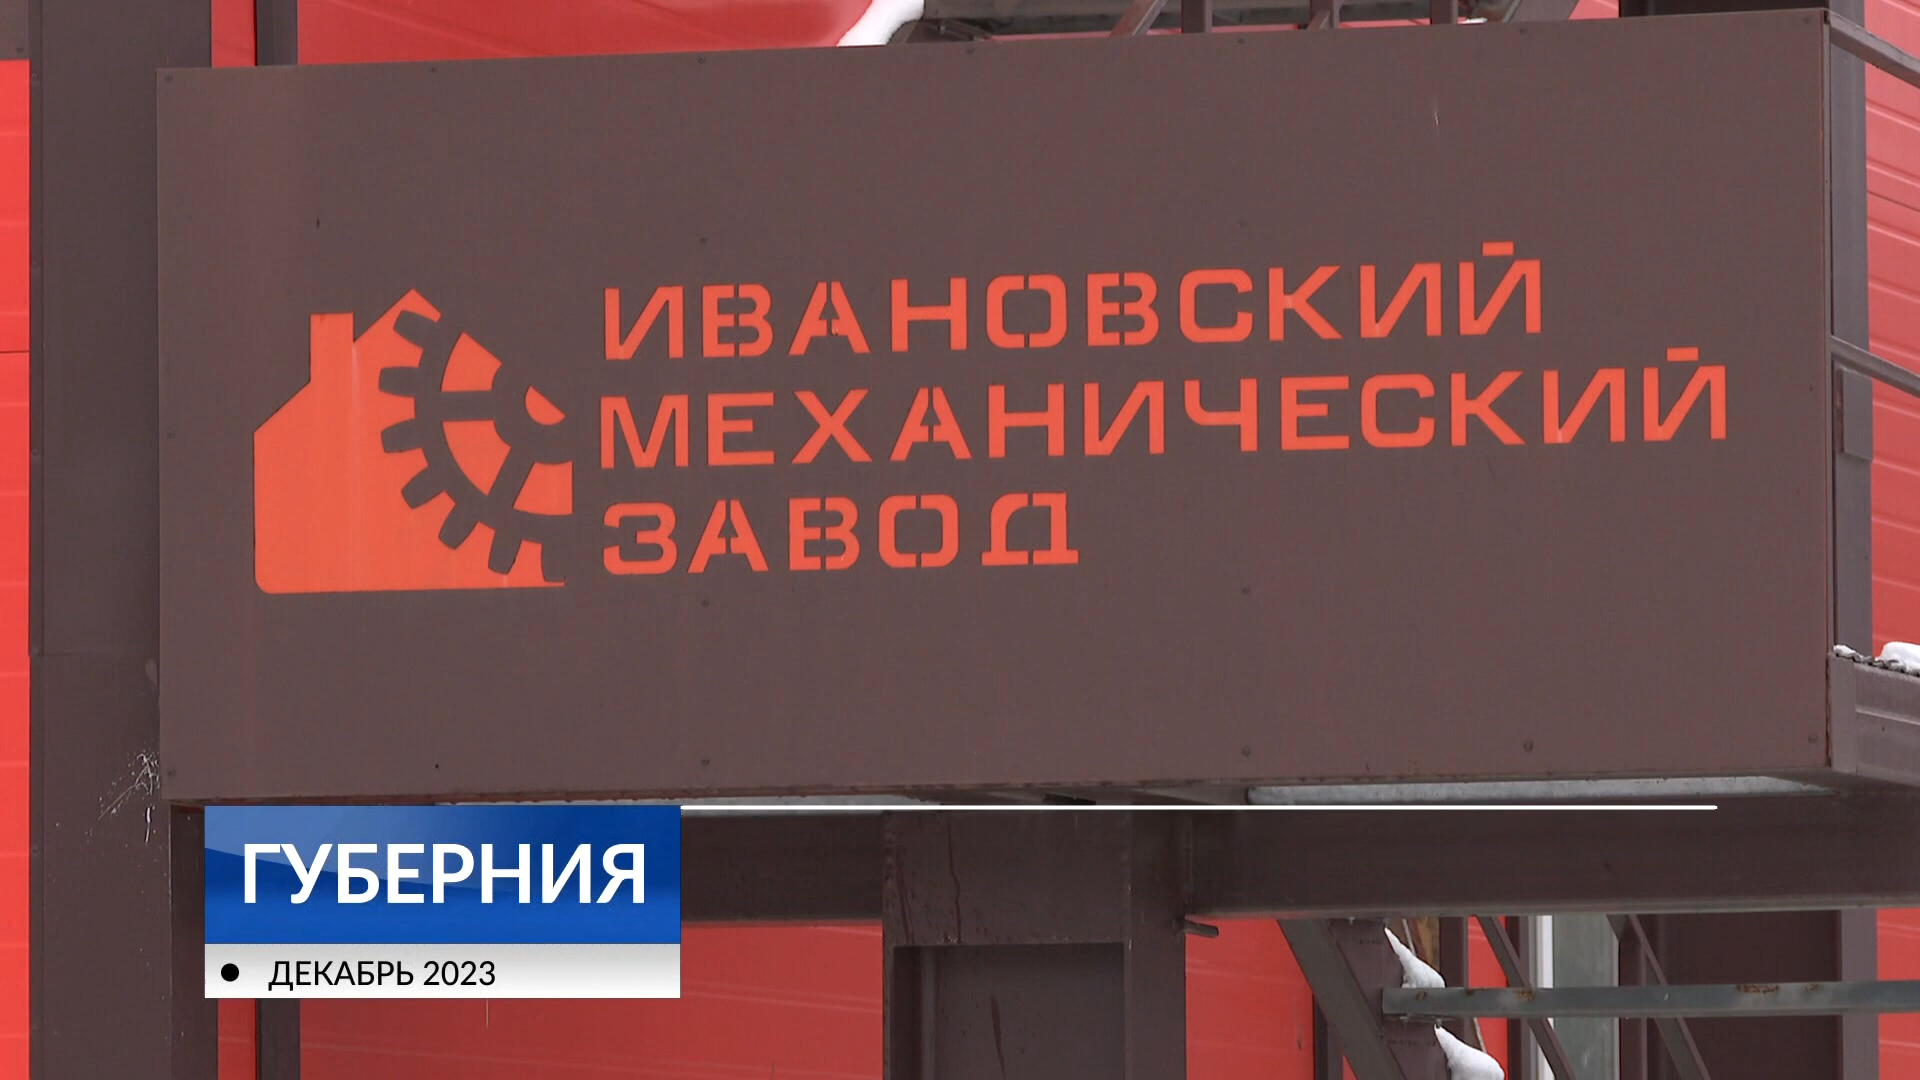 ИВАНОВСКИЙ
МЕХАНИЧЕСКИЙ
ЗАВОД
ГУБЕРНИЯ
ДЕКАБРЬ 2023